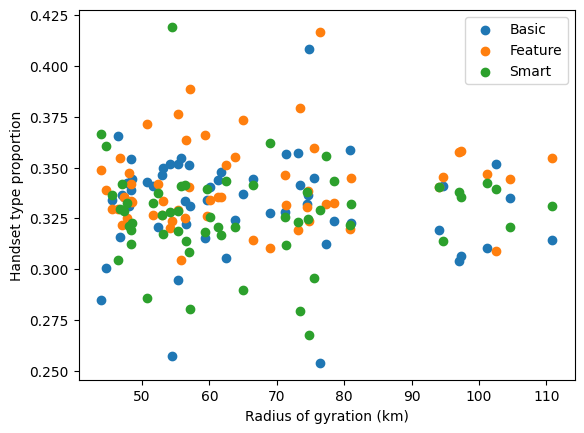 0.425
0.400
0.375
0.350
0.325
0.300
0.275
0.250
Handset type proportion
Basic
Feature
Smart
50 60 70 80 90 100 110
Radius of gyration (km)